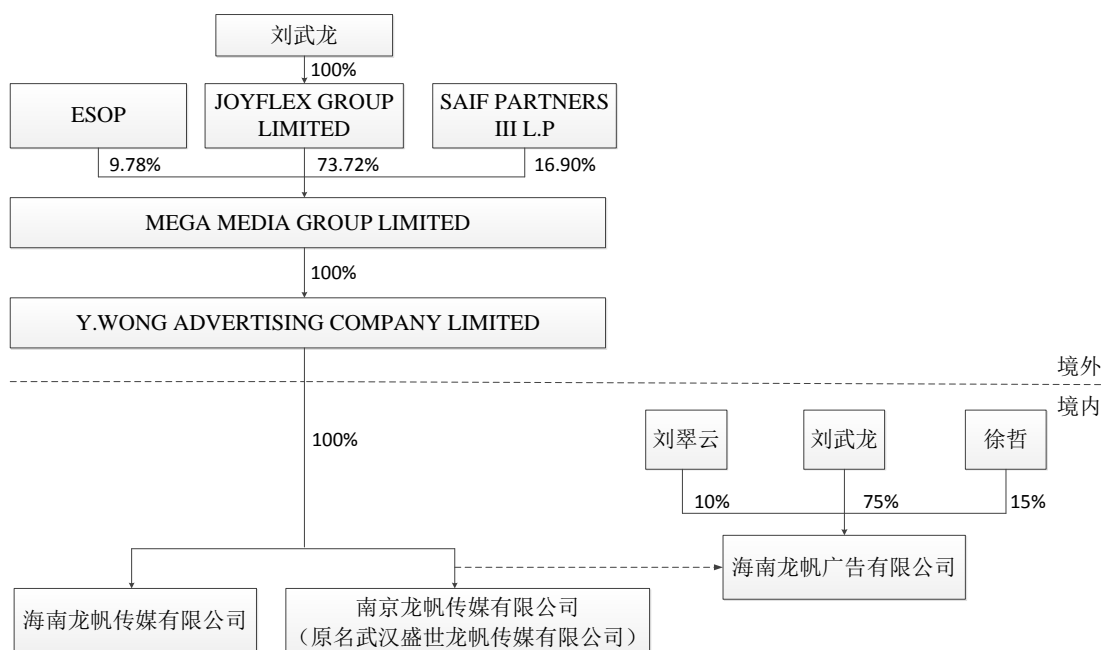 刘武龙
100%
ESOP
JOYFLEX GROUP
LIMITED
SAIF PARTNERS
III L.P
9.78%
73.72%
16.90%
MEGA MEDIA GROUP LIMITED
100%
Y.WONG ADVERTISING COMPANY LIMITED
境外
境内
100%
刘翠云
刘武龙
徐哲
10%
75%
15%
海南龙帆广告有限公司
海南龙帆传媒有限公司
南京龙帆传媒有限公司
（原名武汉盛世龙帆传媒有限公司）